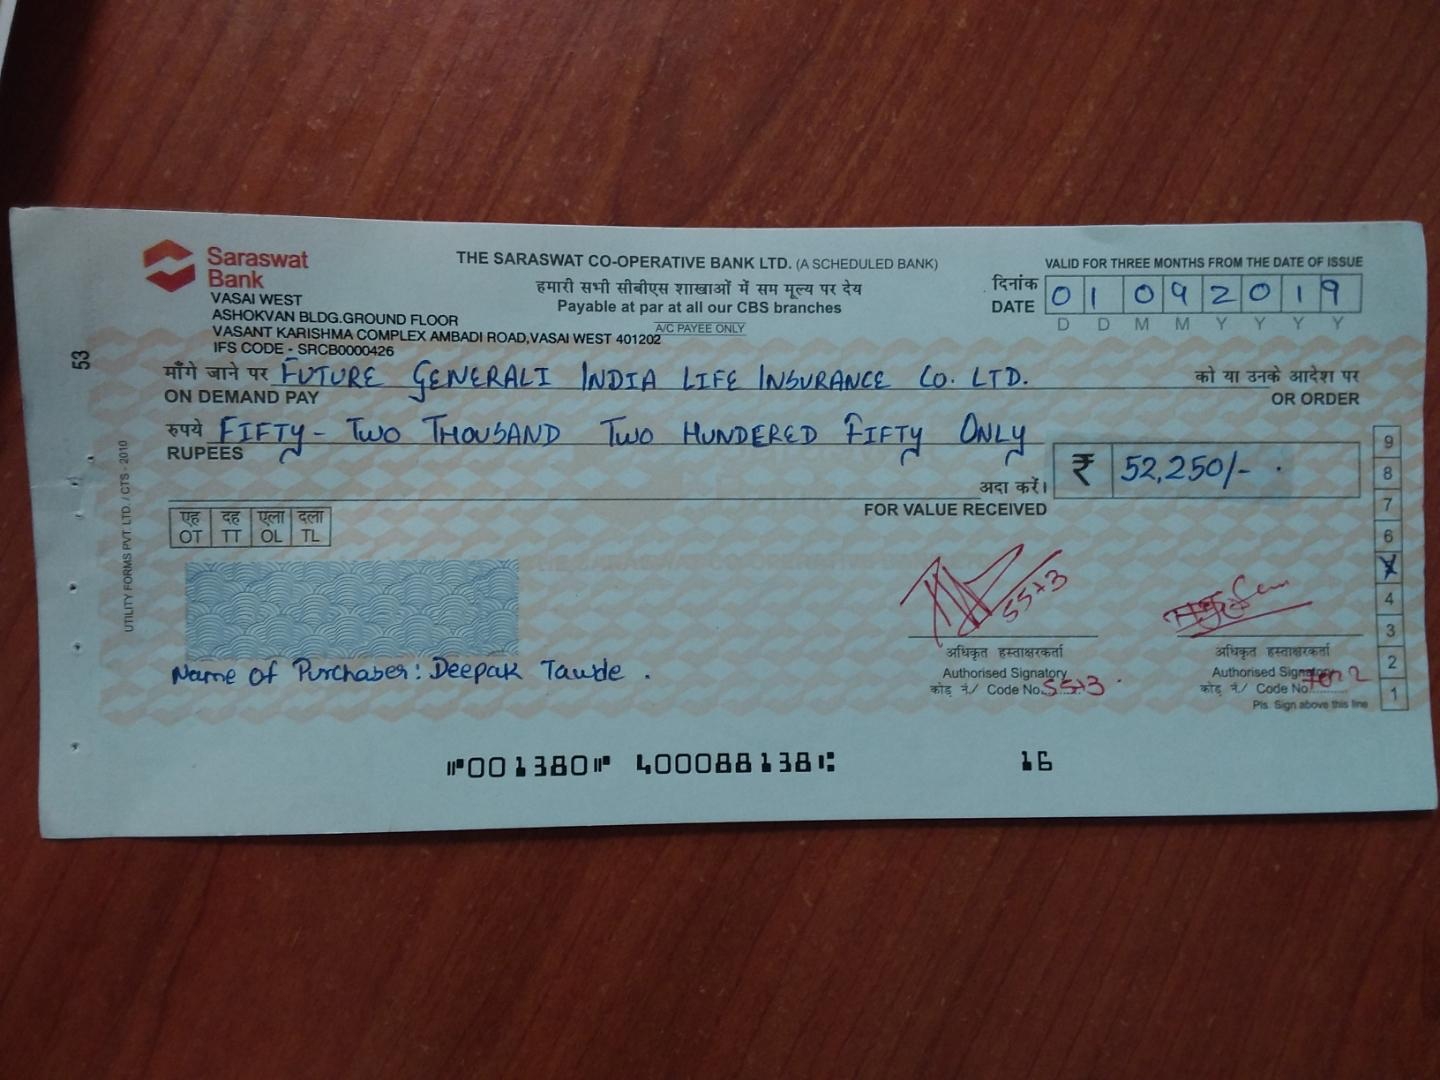 Saraswat
Bank
VASAI WEST
ASHOKVAN BLDG.GROUND FLOOR
VASANT KARISHMA COMPLEX AMBADI ROAD,VASAI WEST 401202
IFS CODE - SRCB0000426
THE SARASWAT CO-OPERATIVE BANK LTD. (A SCHEDULED BANK)
हमारी सभी सीबीएस शाखाओं में सम मूल्य पर देय
Payable at par at all our CBS branches
A/C PAYEE ONLY
VALID FOR THREE MONTHS FROM THE DATE OF ISSUE
दिनांक
DATE 0 1 0 9 2 0 1 9
D D M M Y Y Y Y
53
माँगे जाने पर FUTURE GENERALI INDIA LIFE INSURANCE CO. LTD. को या उनके आदेश पर
ON DEMAND PAY OR ORDER
रुपये FIFTY - TWO THOUSAND TWO HUNDERED FIFTY ONLY
RUPEES
अदा करें। ₹ 52,250/-
FOR VALUE RECEIVED
एह दह एला दला
OT TT OL TL
UTILITY FORMS PVT. LTD. / CTS - 2010
9
8
7
6
4
3
2
1
5573
अधिकृत हस्ताक्षरकर्ता अधिकृत हस्ताक्षरकर्ता
Authorised Signatory Authorised Signatory
कोड़ नं./ Code No. 5573 कोड़ नं./ Code No.
Pls. Sign above this line
Name of Purchaser: Deepak Tawde.
⑈001380⑈ 400088138⑆ 16